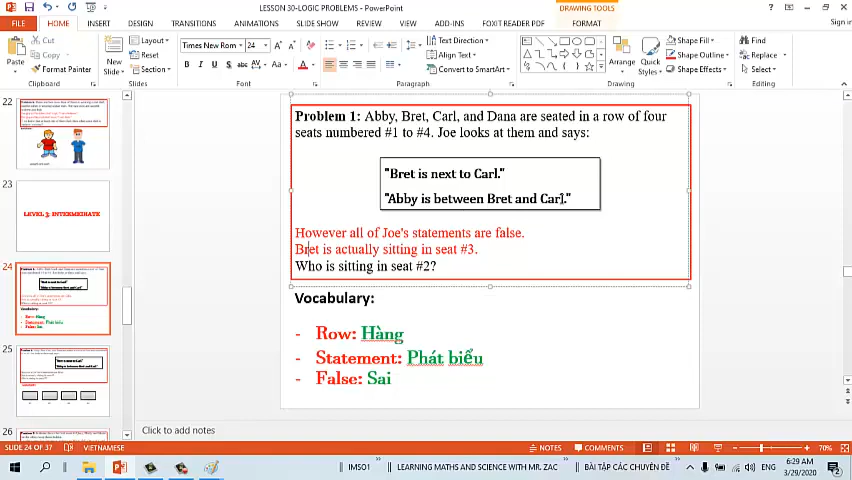 LESSON 30-LOGIC PROBLEMS - PowerPoint
DRAWING TOOLS
FILE HOME INSERT DESIGN TRANSITIONS ANIMATIONS SLIDE SHOW REVIEW VIEW ADD-INS FOXIT READER PDF FORMAT
Sign in
Paste
Cut
Copy
Format Painter
Clipboard
New Slide
Layout
Reset
Section
Slides
Times New Rom 24
Font
Paragraph
Text Direction
Align Text
Convert to SmartArt
Arrange
Quick Styles
Shape Fill
Shape Outline
Shape Effects
Drawing
Find
Replace
Select
Editing
22
23
LEVEL 3: INTERMEDIATE
24
25
26
Problem 1: Abby, Bret, Carl, and Dana are seated in a row of four
seats numbered #1 to #4. Joe looks at them and says:
"Bret is next to Carl."
"Abby is between Bret and Carl."
However all of Joe's statements are false.
Bret is actually sitting in seat #3.
Who is sitting in seat #2?
Vocabulary:
- Row: Hàng
- Statement: Phát biểu
- False: Sai
Click to add notes
SLIDE 24 OF 37 VIETNAMESE NOTES COMMENTS 70%
IMSO1 LEARNING MATHS AND SCIENCE WITH MR. ZAC BÀI TẬP CÁC CHUYÊN ĐỀ ENG 6:29 AM
3/29/2020
2